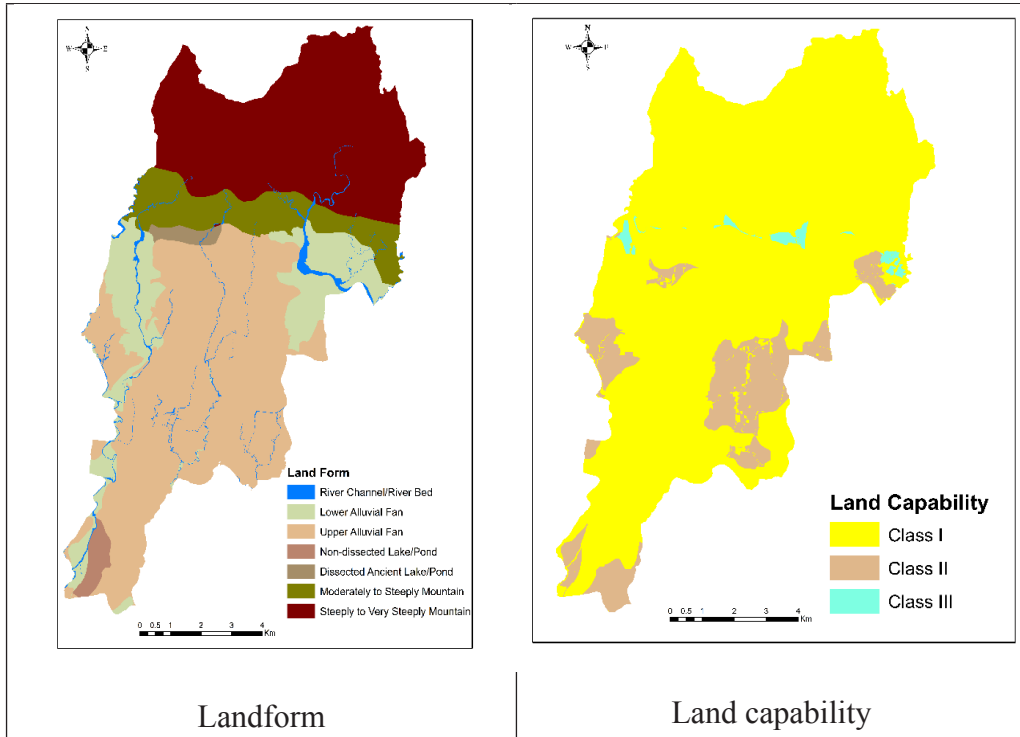 N
W E
S
Land Form
River Channel/River Bed
Lower Alluvial Fan
Upper Alluvial Fan
Non-dissected Lake/Pond
Dissected Ancient Lake/Pond
Moderately to Steeply Mountain
Steeply to Very Steeply Mountain
0 0.5 1 2 3 4
Km
Landform
N
W
S
Land Capability
Class I
Class II
Class III
0 0.5 1 2 3 4
Km
Land capability